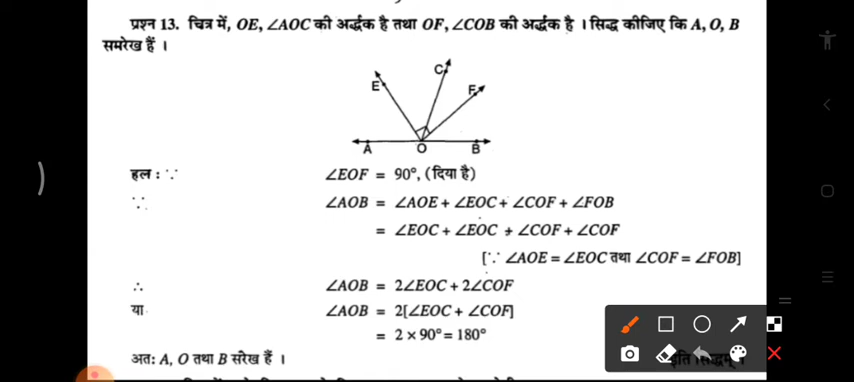 प्रश्न 13. चित्र में, OE, ∠AOC की अर्द्धक है तथा OF, ∠COB की अर्द्धक है । सिद्ध कीजिए कि A, O, B
समरेख हैं ।
E C F
A O B
हल : ∵ ∠EOF = 90°, (दिया है)
∵ ∠AOB = ∠AOE + ∠EOC + ∠COF + ∠FOB
= ∠EOC + ∠EOC + ∠COF + ∠COF
[∵ ∠AOE = ∠EOC तथा ∠COF = ∠FOB]
∴ ∠AOB = 2∠EOC + 2∠COF
या ∠AOB = 2[∠EOC + ∠COF]
= 2 × 90° = 180°
अतः A, O तथा B सरेख हैं । इति सिद्धम् ।